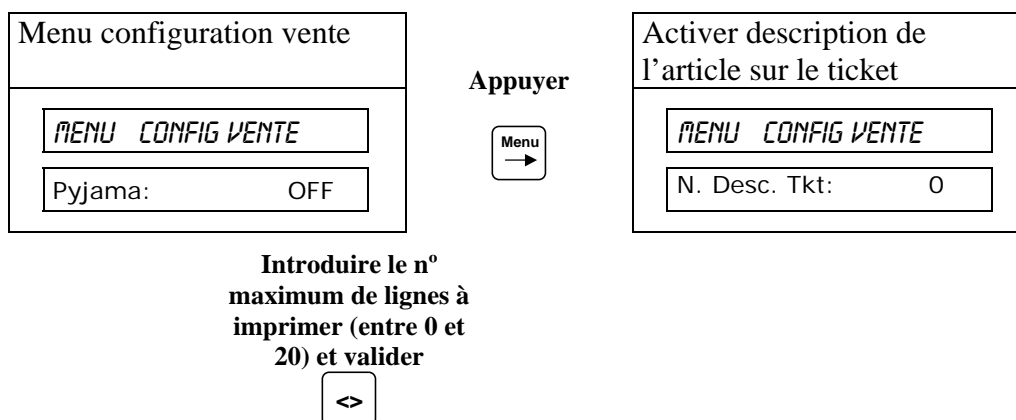 Menu configuration vente
MENU CONFIG VENTE
Pyjama: OFF
Appuyer
Menu
Activer description de
l'article sur le ticket
MENU CONFIG VENTE
N. Desc. Tkt: 0
Introduire le nº
maximum de lignes à
imprimer (entre 0 et
20) et valider
<>